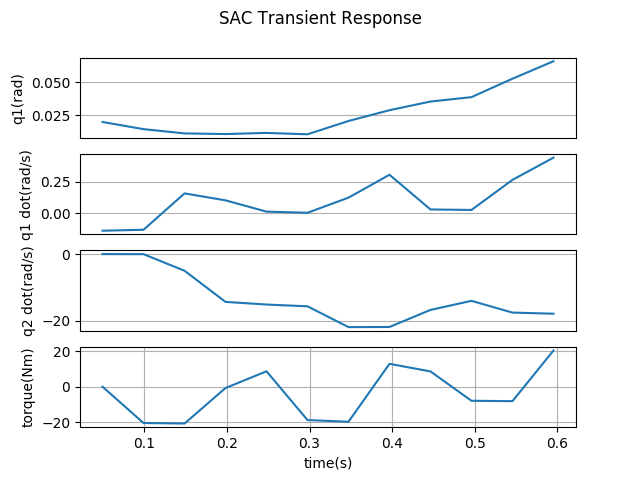 SAC Transient Response
q1(rad)
0.050
0.025
q1 dot(rad/s)
0.25
0.00
q2 dot(rad/s)
0
−20
torque(Nm)
20
0
−20
0.1 0.2 0.3 0.4 0.5 0.6
time(s)